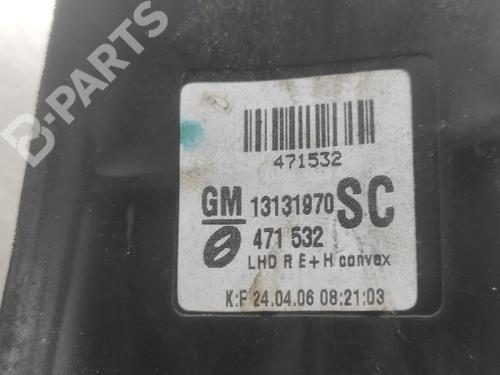 B-PARTS
471532
GM 13131970 SC
471 532
LHD R E+H convex
K:F 24.04.06 08:21:03